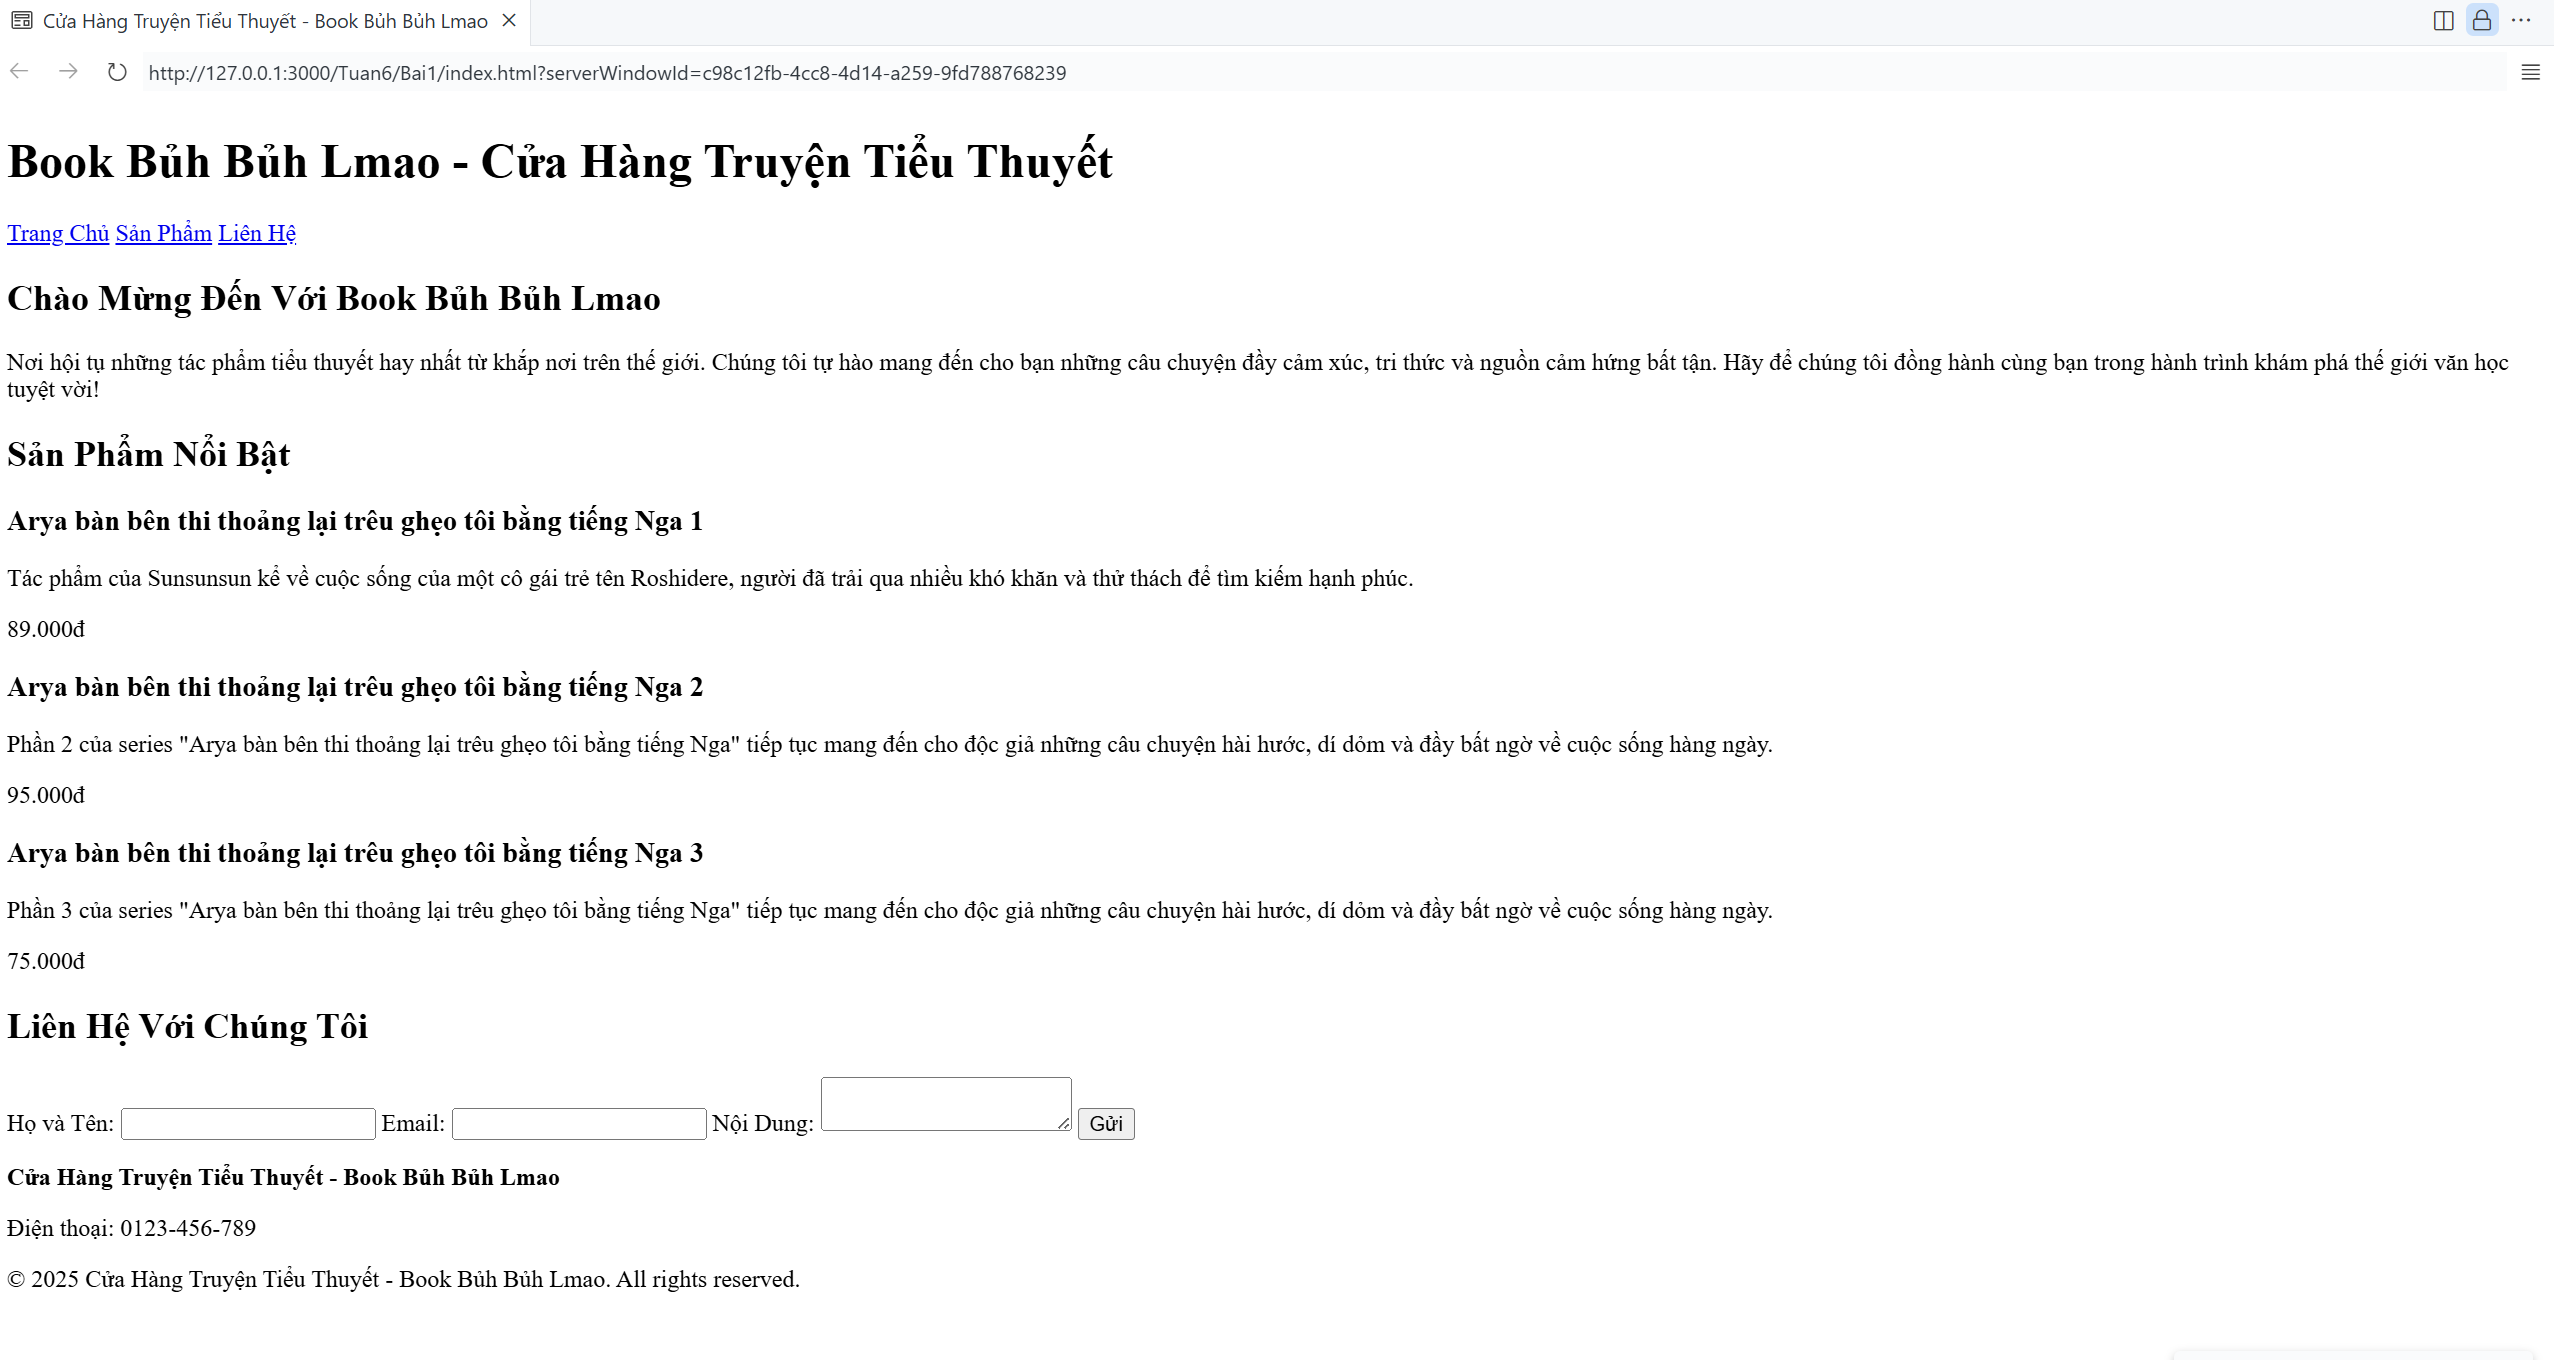 Cửa Hàng Truyện Tiểu Thuyết - Book Bủh Bủh Lmao
http://127.0.0.1:3000/Tuan6/Bai1/index.html?serverWindowId=c98c12fb-4cc8-4d14-a259-9fd788768239
Book Bủh Bủh Lmao - Cửa Hàng Truyện Tiểu Thuyết
Trang Chủ Sản Phẩm Liên Hệ
Chào Mừng Đến Với Book Bủh Bủh Lmao
Nơi hội tụ những tác phẩm tiểu thuyết hay nhất từ khắp nơi trên thế giới. Chúng tôi tự hào mang đến cho bạn những câu chuyện đầy cảm xúc, tri thức và nguồn cảm hứng bất tận. Hãy để chúng tôi đồng hành cùng bạn trong hành trình khám phá thế giới văn học
tuyệt vời!
Sản Phẩm Nổi Bật
Arya bàn bên thi thoảng lại trêu ghẹo tôi bằng tiếng Nga 1
Tác phẩm của Sunsunsun kể về cuộc sống của một cô gái trẻ tên Roshidere, người đã trải qua nhiều khó khăn và thử thách để tìm kiếm hạnh phúc.
89.000đ
Arya bàn bên thi thoảng lại trêu ghẹo tôi bằng tiếng Nga 2
Phần 2 của series "Arya bàn bên thi thoảng lại trêu ghẹo tôi bằng tiếng Nga" tiếp tục mang đến cho độc giả những câu chuyện hài hước, dí dỏm và đầy bất ngờ về cuộc sống hàng ngày.
95.000đ
Arya bàn bên thi thoảng lại trêu ghẹo tôi bằng tiếng Nga 3
Phần 3 của series "Arya bàn bên thi thoảng lại trêu ghẹo tôi bằng tiếng Nga" tiếp tục mang đến cho độc giả những câu chuyện hài hước, dí dỏm và đầy bất ngờ về cuộc sống hàng ngày.
75.000đ
Liên Hệ Với Chúng Tôi
Họ và Tên: Email: Nội Dung: Gửi
Cửa Hàng Truyện Tiểu Thuyết - Book Bủh Bủh Lmao
Điện thoại: 0123-456-789
© 2025 Cửa Hàng Truyện Tiểu Thuyết - Book Bủh Bủh Lmao. All rights reserved.